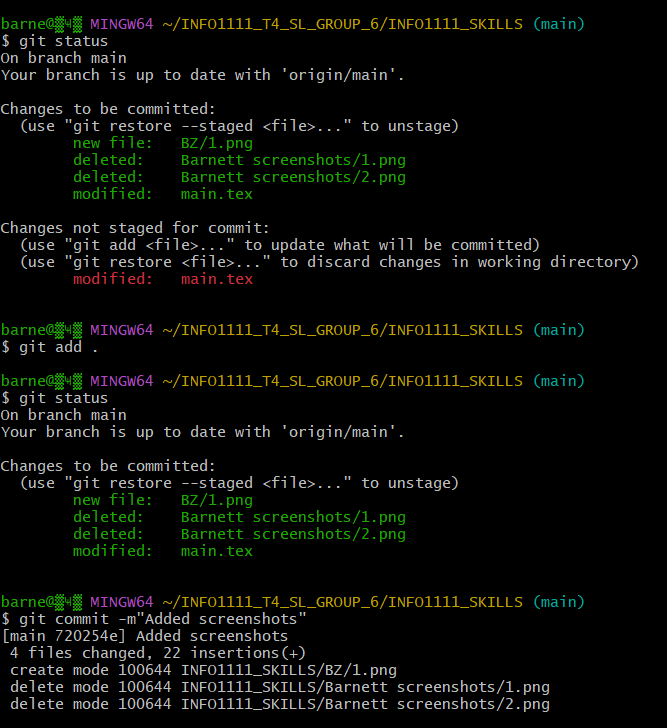 barne@▒ч▒ MINGW64 ~/INFO1111_T4_SL_GROUP_6/INFO1111_SKILLS (main)
$ git status
On branch main
Your branch is up to date with 'origin/main'.
Changes to be committed:
  (use "git restore --staged <file>..." to unstage)
        new file:   BZ/1.png
        deleted:    Barnett screenshots/1.png
        deleted:    Barnett screenshots/2.png
        modified:   main.tex
Changes not staged for commit:
  (use "git add <file>..." to update what will be committed)
  (use "git restore <file>..." to discard changes in working directory)
        modified:   main.tex
barne@▒ч▒ MINGW64 ~/INFO1111_T4_SL_GROUP_6/INFO1111_SKILLS (main)
$ git add .
barne@▒ч▒ MINGW64 ~/INFO1111_T4_SL_GROUP_6/INFO1111_SKILLS (main)
$ git status
On branch main
Your branch is up to date with 'origin/main'.
Changes to be committed:
  (use "git restore --staged <file>..." to unstage)
        new file:   BZ/1.png
        deleted:    Barnett screenshots/1.png
        deleted:    Barnett screenshots/2.png
        modified:   main.tex
barne@▒ч▒ MINGW64 ~/INFO1111_T4_SL_GROUP_6/INFO1111_SKILLS (main)
$ git commit -m"Added screenshots"
[main 720254e] Added screenshots
 4 files changed, 22 insertions(+)
 create mode 100644 INFO1111_SKILLS/BZ/1.png
 delete mode 100644 INFO1111_SKILLS/Barnett screenshots/1.png
 delete mode 100644 INFO1111_SKILLS/Barnett screenshots/2.png